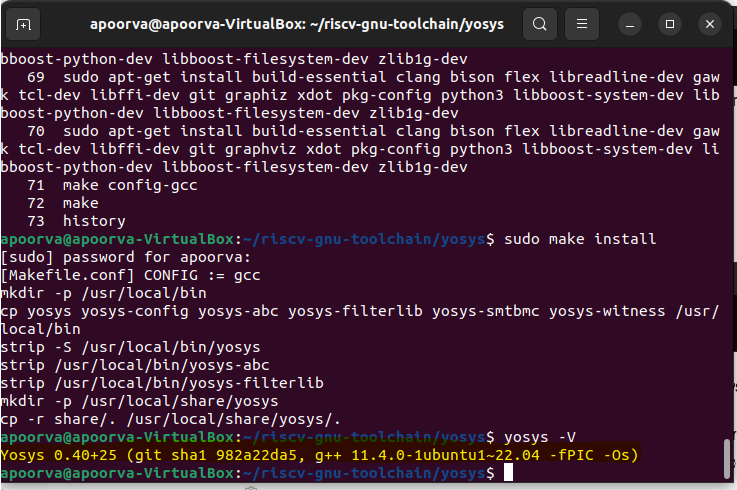 apoorva@apoorva-VirtualBox: ~/riscv-gnu-toolchain/yosys
bboost-python-dev libboost-filesystem-dev zlib1g-dev
69 sudo apt-get install build-essential clang bison flex libreadline-dev gaw
k tcl-dev libffi-dev git graphiz xdot pkg-config python3 libboost-system-dev lib
boost-python-dev libboost-filesystem-dev zlib1g-dev
70 sudo apt-get install build-essential clang bison flex libreadline-dev gaw
k tcl-dev libffi-dev git graphviz xdot pkg-config python3 libboost-system-dev li
bboost-python-dev libboost-filesystem-dev zlib1g-dev
71 make config-gcc
72 make
73 history
apoorva@apoorva-VirtualBox:~/riscv-gnu-toolchain/yosys$ sudo make install
[sudo] password for apoorva:
[Makefile.conf] CONFIG := gcc
mkdir -p /usr/local/bin
cp yosys yosys-config yosys-abc yosys-filterlib yosys-smtbmc yosys-witness /usr/
local/bin
strip -S /usr/local/bin/yosys
strip /usr/local/bin/yosys-abc
strip /usr/local/bin/yosys-filterlib
mkdir -p /usr/local/share/yosys
cp -r share/. /usr/local/share/yosys/.
apoorva@apoorva-VirtualBox:~/riscv-gnu-toolchain/yosys$ yosys -V
Yosys 0.40+25 (git sha1 982a22da5, g++ 11.4.0-1ubuntu1~22.04 -fPIC -Os)
apoorva@apoorva-VirtualBox:~/riscv-gnu-toolchain/yosys$